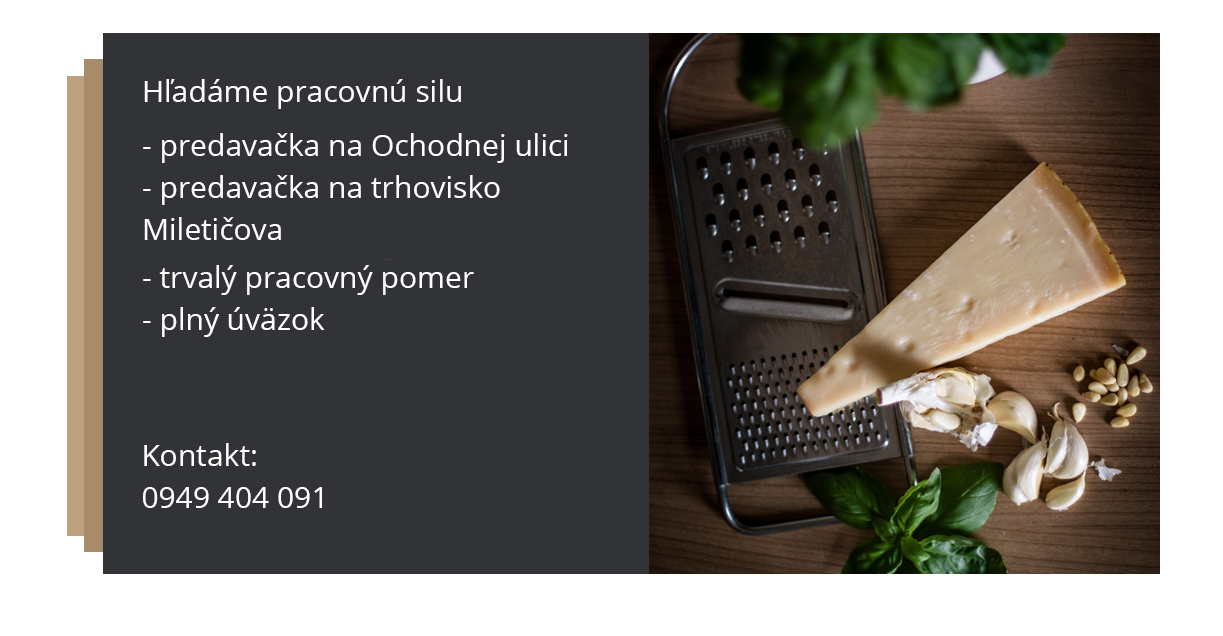 Hľadáme pracovnú silu
- predavačka na Ochodnej ulici
- predavačka na trhovisko
Miletičova
- trvalý pracovný pomer
- plný úväzok
Kontakt:
0949 404 091